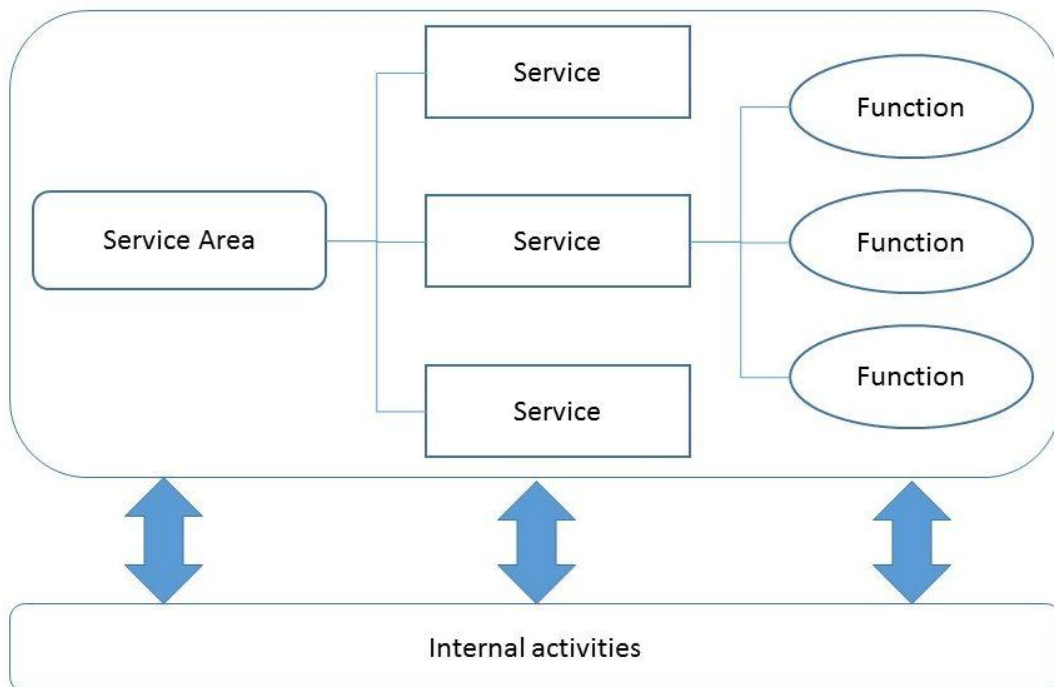 Service
Function
Service Area
Service
Function
Service
Function
Internal activities